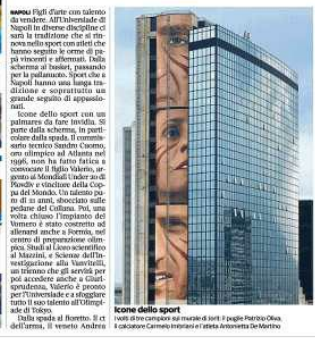 NAPOLI Figli d'arte con talento
da vendere. All'Universiade di
Napoli in diverse discipline ci
sarà la tradizione che si rin-
nova nello sport con atleti che
hanno seguito le orme di pa-
pà vincenti e affermati. Dalla
scherma al basket, passando
per la pallanuoto. Sport che a
Napoli hanno una lunga tra-
dizione e soprattutto un
grande seguito di appassio-
nati.
Icone dello sport con un
palmares da fare invidia. Si
parte dalla scherma, in parti-
colare dalla spada. Il commis-
sario tecnico Sandro Cuomo,
oro olimpico ad Atlanta nel
1996, non ha fatto fatica a
convocare il figlio Valerio, ar-
gento ai Mondiali Under 20 di
Plovdiv e vincitore della Cop-
pa del Mondo. Un talento pu-
ro di 21 anni, sbocciato sulle
pedane del Collana. Poi, una
volta chiuso l'impianto del
Vomero è stato costretto ad
allenarsi anche a Formia, nel
centro di preparazione olim-
pica. Studi al Liceo scientifico
al Mazzini, e Scienze dell'In-
vestigazione alla Vanvitelli,
un triennio che gli servirà per
poi accedere anche a Giuri-
sprudenza, Valerio è pronto
per l'Universiade e a sfoggiare
tutto il suo talento all'Olimpi-
ade di Tokyo.
Dalla spada al fioretto. Il ct
dell'arma, il veneto Andrea
Icone dello sport
I volti di tre campioni sui murale di Jorit: il pugile Patrizio Oliva,
il calciatore Carmelo Imbriani e l'atleta Antonietta De Martino